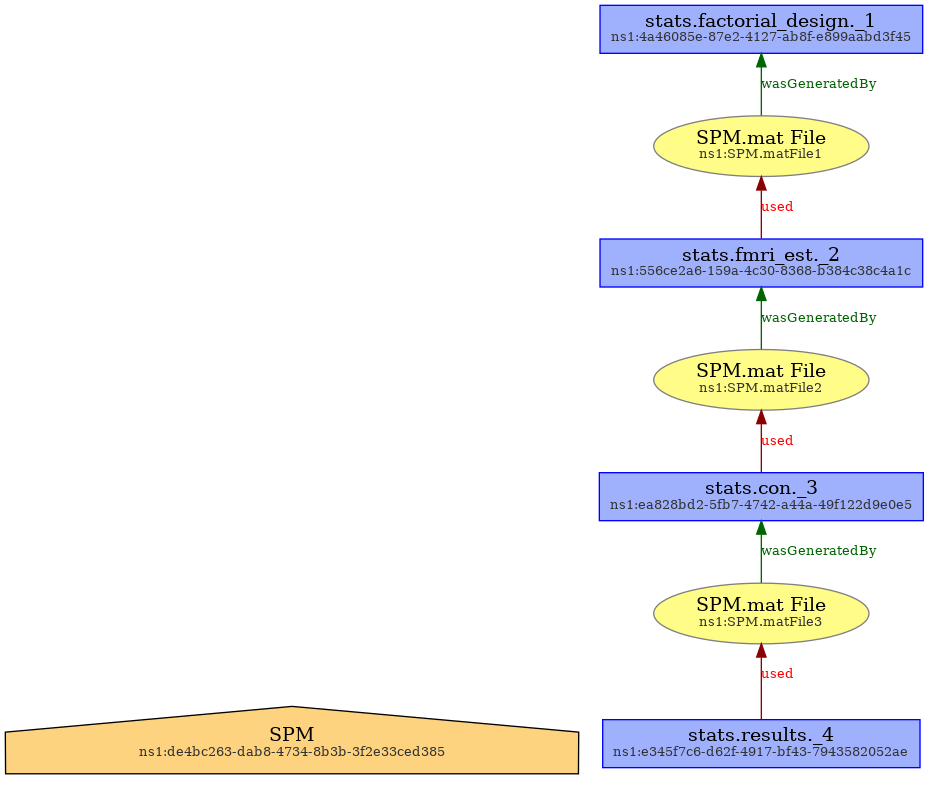 stats.factorial_design._1
ns1:4a46085e-87e2-4127-ab8f-e899aabd3f45
wasGeneratedBy
SPM.mat File
ns1:SPM.matFile1
used
stats.fmri_est._2
ns1:556ce2a6-159a-4c30-8368-b384c38c4a1c
wasGeneratedBy
SPM.mat File
ns1:SPM.matFile2
used
stats.con._3
ns1:ea828bd2-5fb7-4742-a44a-49f122d9e0e5
wasGeneratedBy
SPM.mat File
ns1:SPM.matFile3
used
SPM
ns1:de4bc263-dab8-4734-8b3b-3f2e33ced385
stats.results._4
ns1:e345f7c6-d62f-4917-bf43-7943582052ae